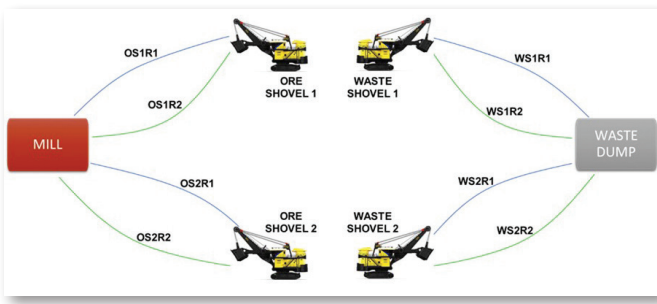 OS1R1
WS1R1
ORE
SHOVEL 1
WASTE
SHOVEL 1
OS1R2
WS1R2
MILL
WASTE
DUMP
OS2R1
WS2R1
ORE
SHOVEL 2
WASTE
SHOVEL 2
OS2R2
WS2R2